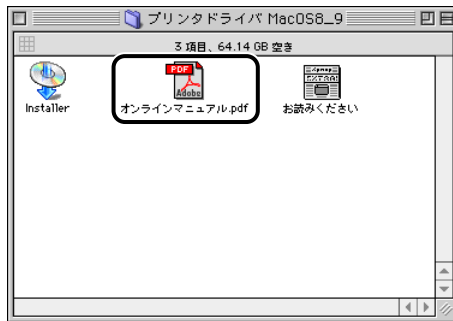 プリンタドライバ MacOS8_9
3 項目、64.14 GB 空き
PDF
Adobe
EXTRA!
Installer
オンラインマニュアル.pdf
お読みください